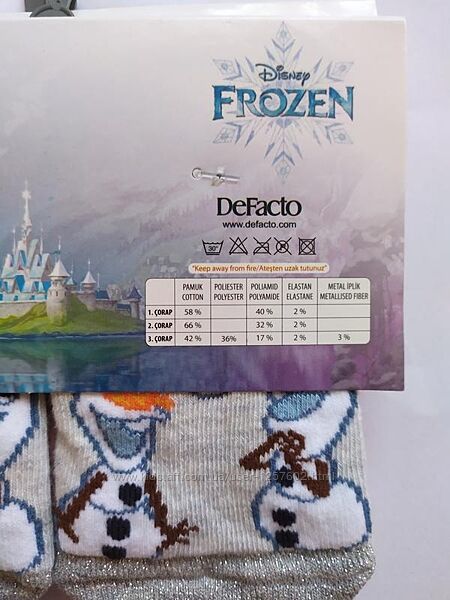 Disney
FROZEN
DeFacto
www.defacto.com
30°
"Keep away from fire/Ateşten uzak tutunuz"
PAMUK POLIESTER POLIAMID ELASTAN METAL İPLİK
COTTON POLYESTER POLYAMIDE ELASTANE METALLISED FIBER
1. ÇORAP 58 % 40 % 2 %
2. ÇORAP 66 % 32 % 2 %
3. ÇORAP 42 % 36% 17 % 2 % 3 %